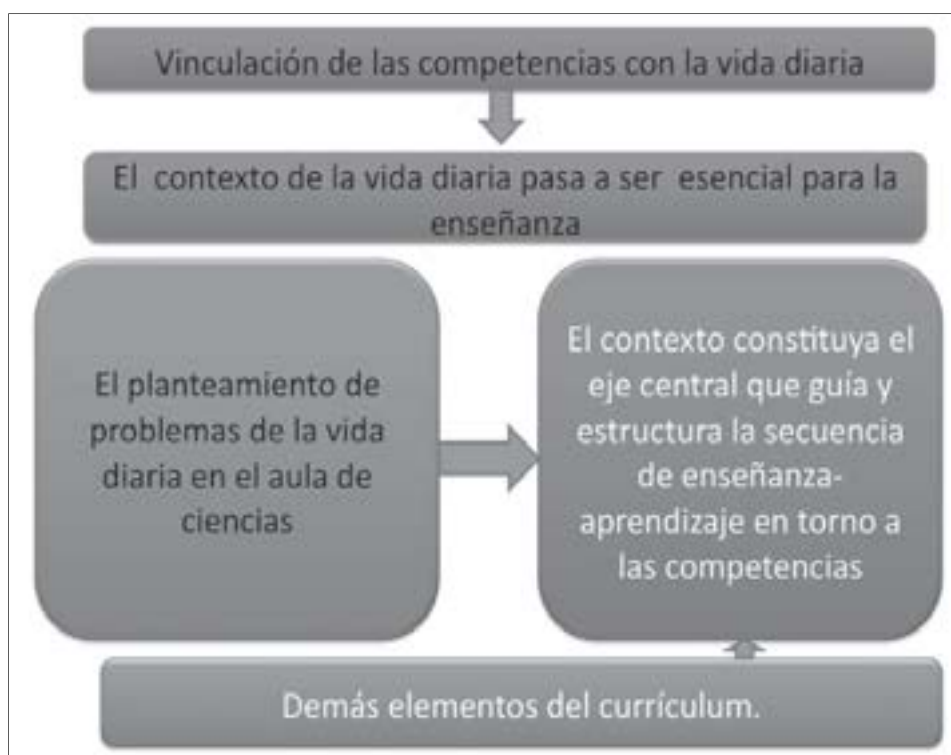 Vinculación de las competencias con la vida diaria
El contexto de la vida diaria pasa a ser esencial para la
enseñanza
El planteamiento de
problemas de la vida
diaria en el aula de
ciencias
El contexto constituya el
eje central que guía y
estructura la secuencia
de enseñanza-
aprendizaje en torno a
las competencias
Demás elementos del currículum.